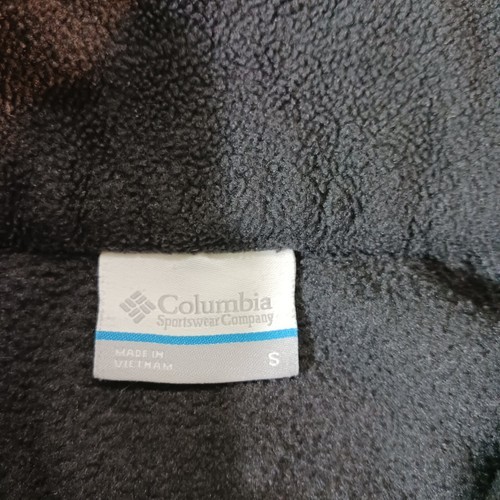 Columbia
Sportswear Company
MADE IN
VIETNAM
S